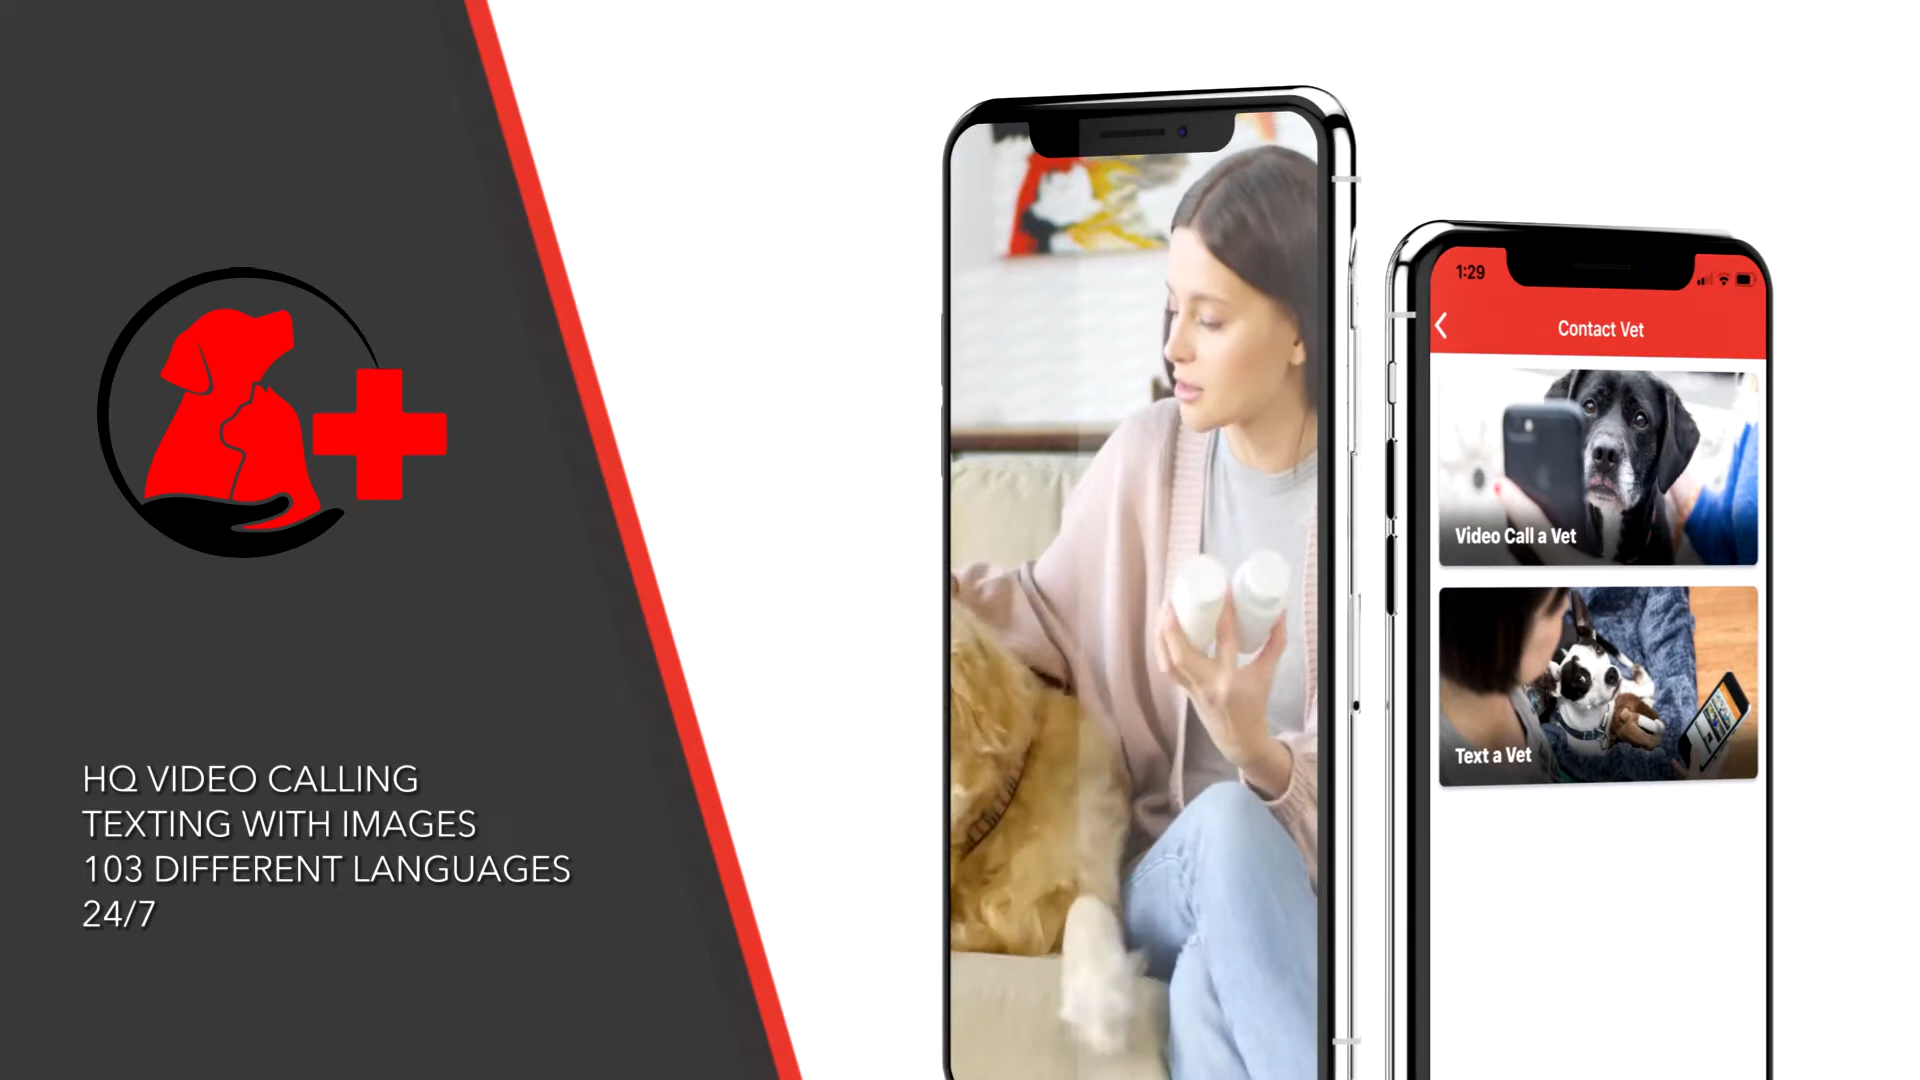 HQ VIDEO CALLING
TEXTING WITH IMAGES
103 DIFFERENT LANGUAGES
24/7
1:29
Contact Vet
Video Call a Vet
Text a Vet